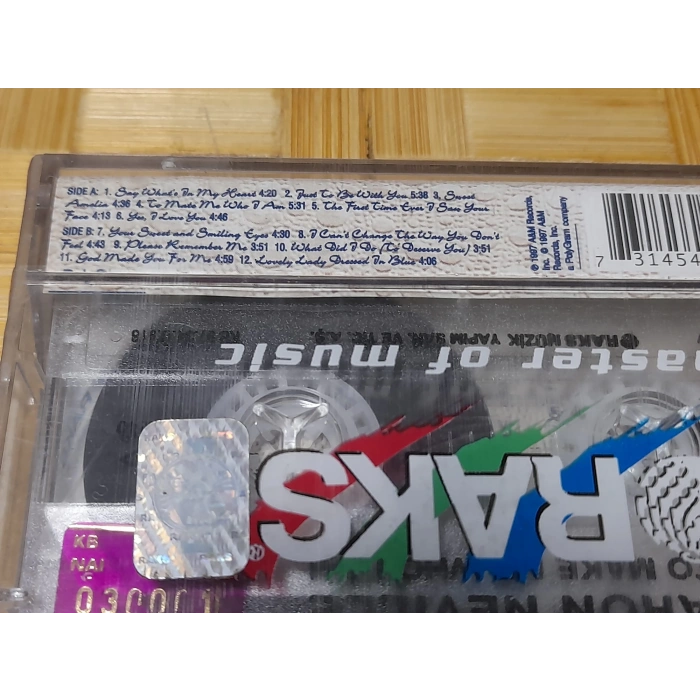 SIDE A: 1. Say What's In My Heart 4:20 2. Just To Be With You 5:36 3. Sweet
Amalia 4:36 4. To Make Me Who I Am 5:31 5. The First Time Ever I Saw Your
Face 4:13 6. Yes, I Love You 4:46
SIDE B: 7. Your Sweet and Smiling Eyes 4:30 8. I Can't Change The Way You Don't
Feel 4:43 9. Please Remember Me 3:51 10. What Did I Do (To Deserve You) 3:51
11. God Made You For Me 4:59 12. Lovely Lady Dressed In Blue 4:06
℗ 1997 A&M Records,
Inc. © 1997 A&M
Records, Inc.
a PolyGram company
7 31454
® RAKS MÜZİK YAPIM SAN. VE TİC. A.Ş.
master of music
RAKS
®
KB
O MAKE ME WHO I